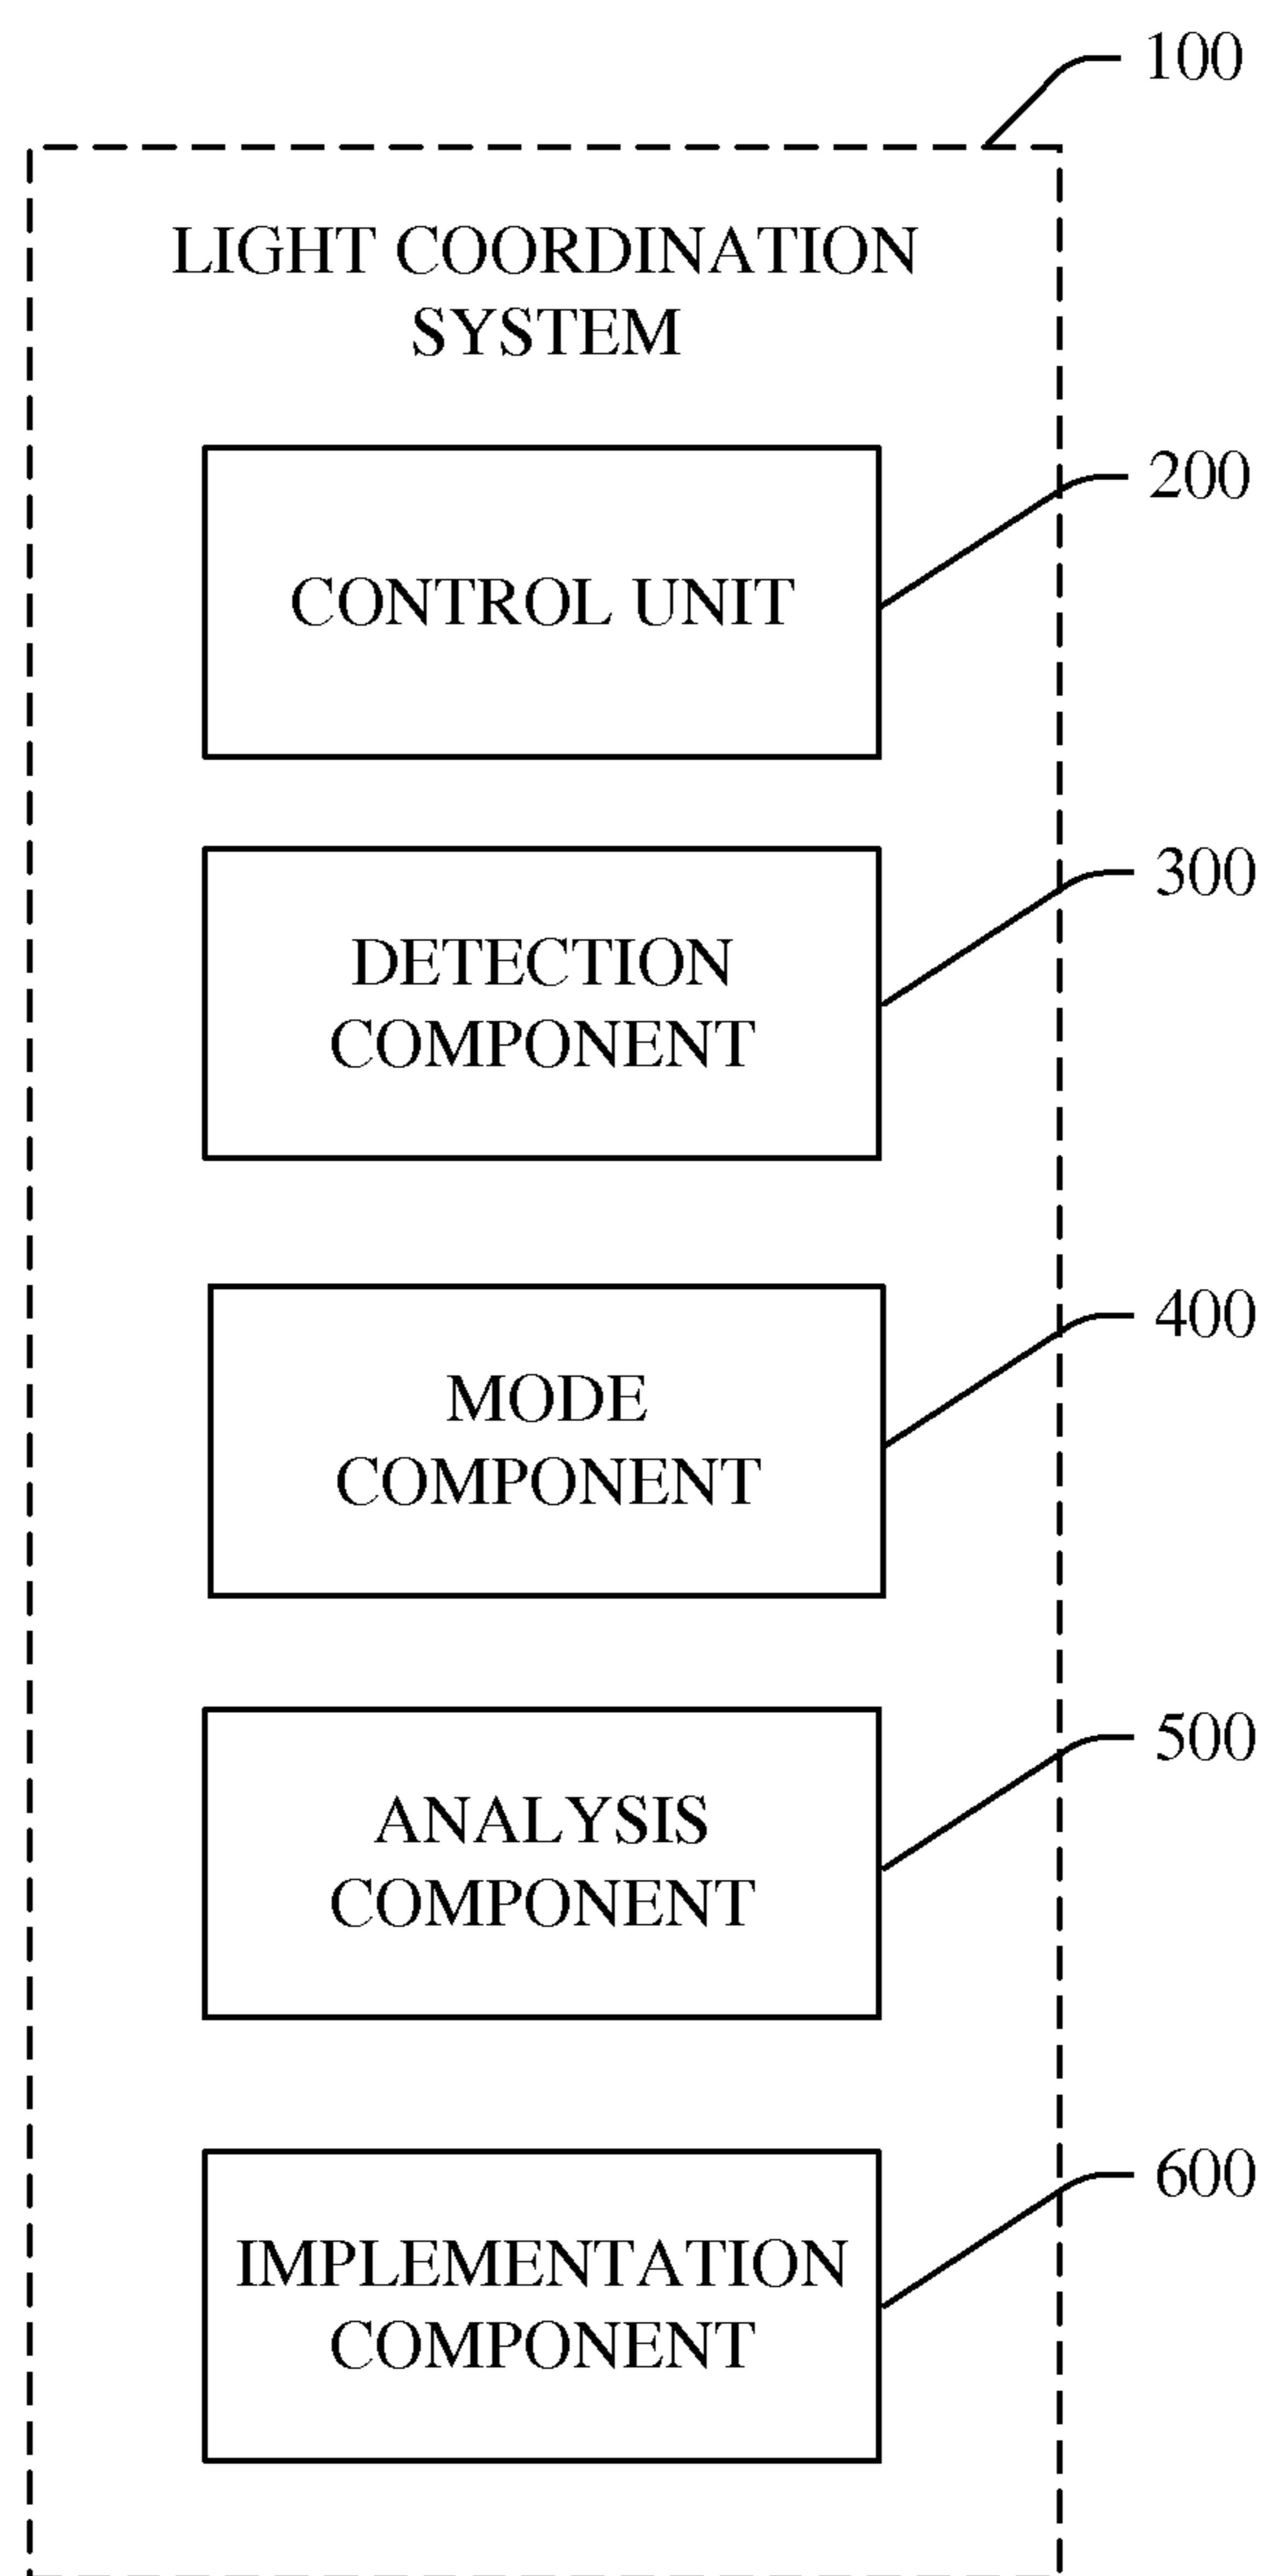 100
LIGHT COORDINATION
SYSTEM
200
CONTROL UNIT
300
DETECTION
COMPONENT
400
MODE
COMPONENT
500
ANALYSIS
COMPONENT
600
IMPLEMENTATION
COMPONENT